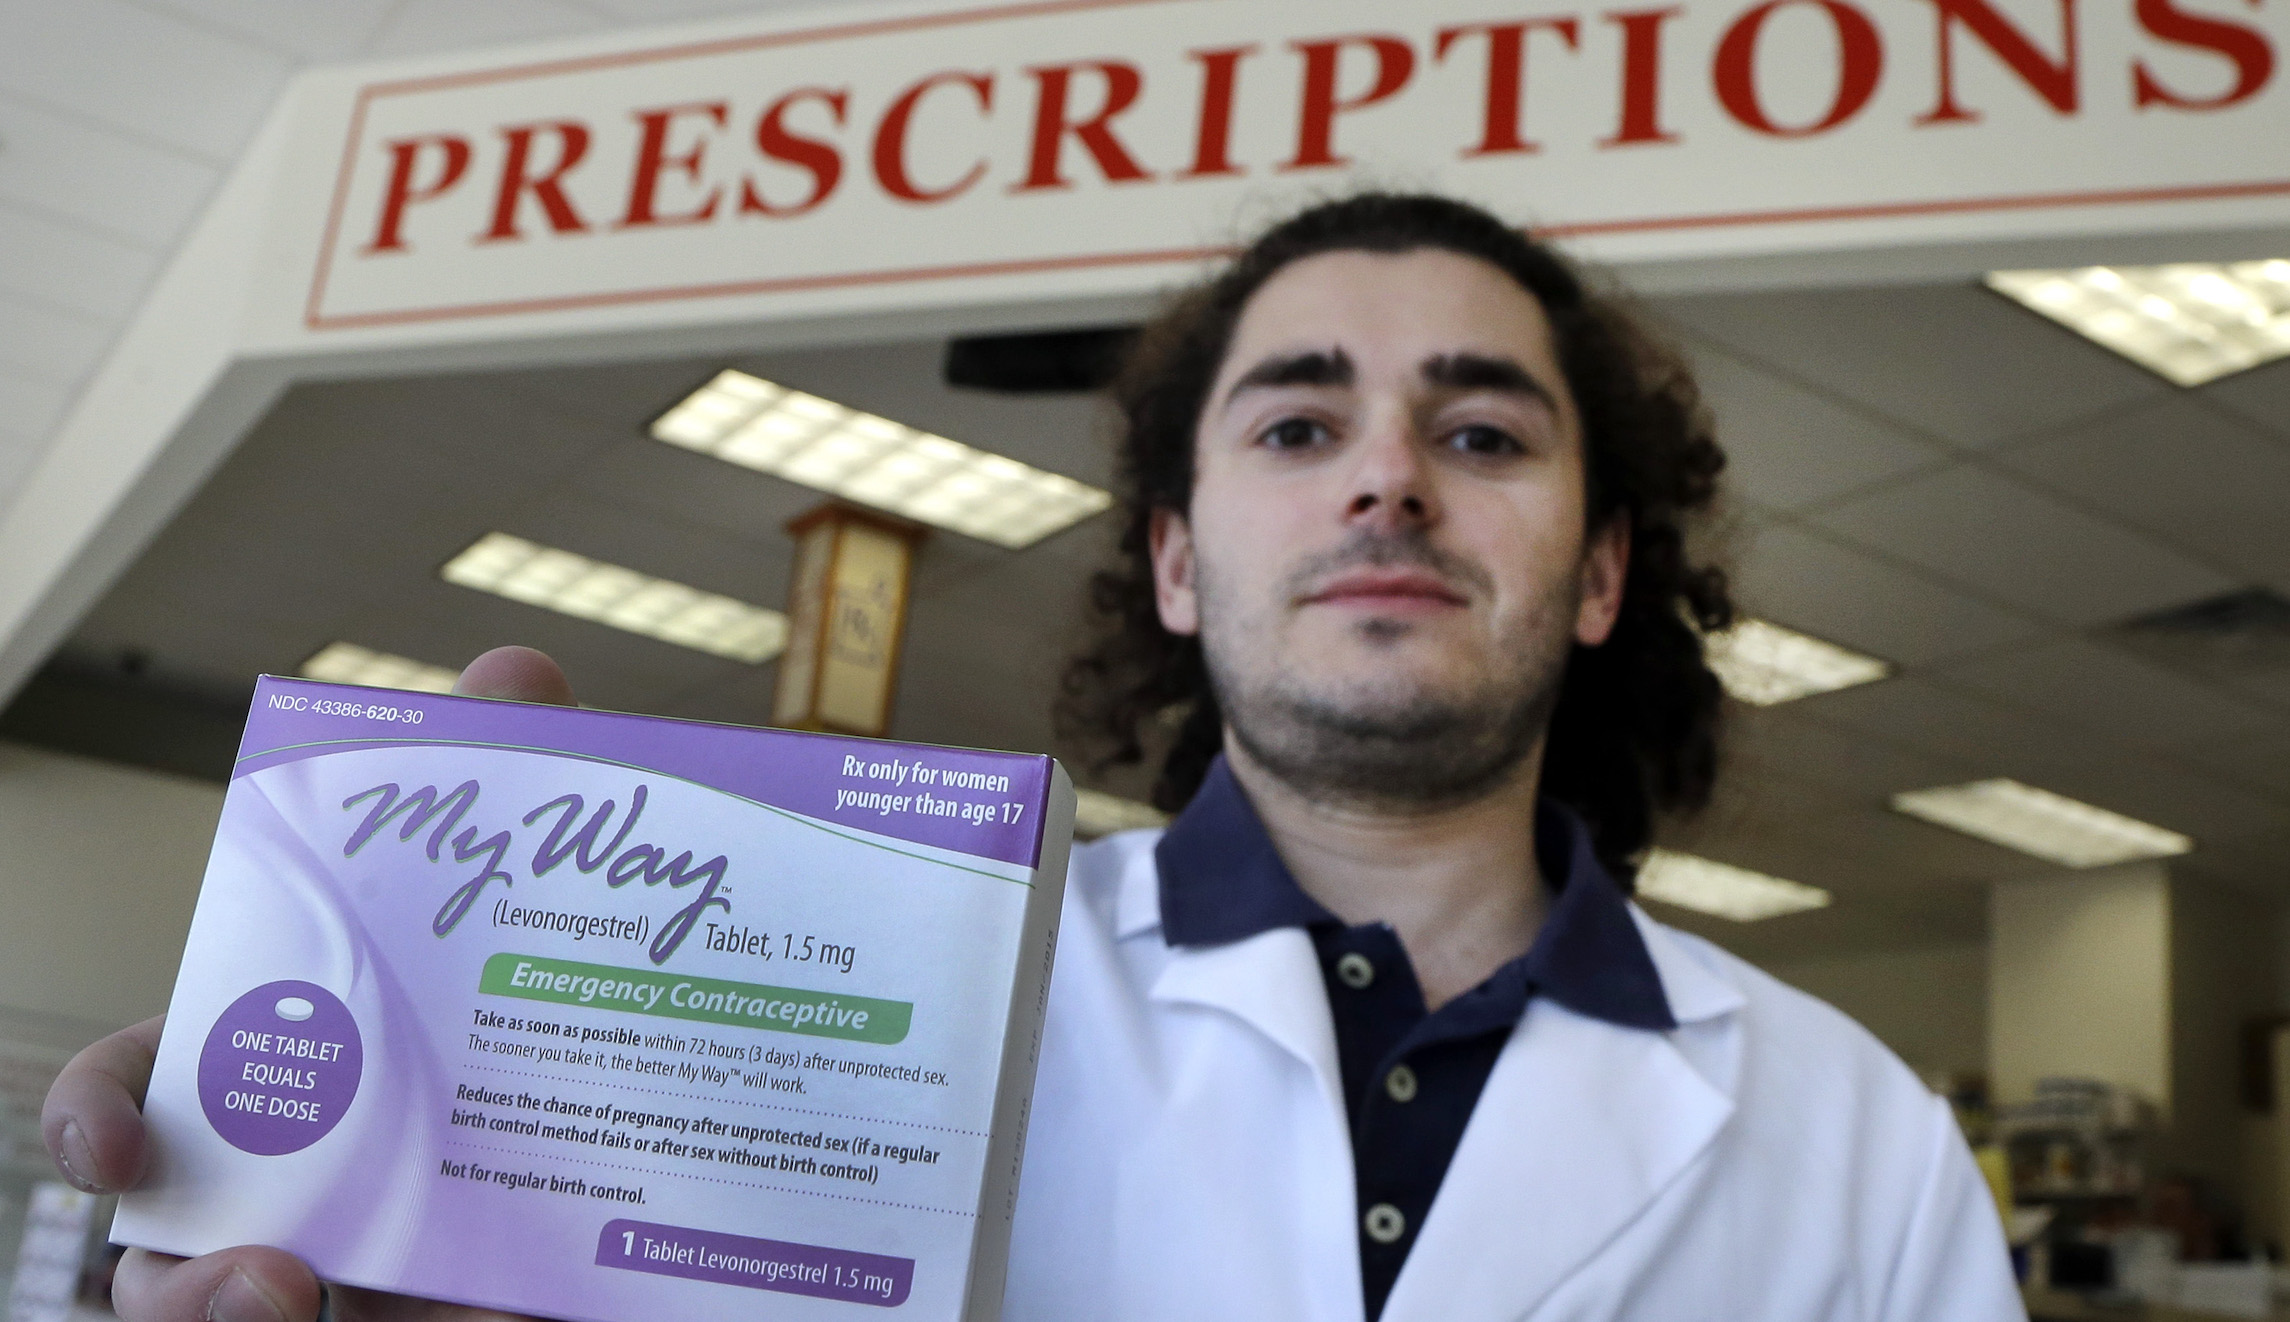 PRESCRIPTIONS
NDC 43386-620-30
Rx only for women
younger than age 17
My Way™
(Levonorgestrel) Tablet, 1.5 mg
Emergency Contraceptive
Take as soon as possible within 72 hours (3 days) after unprotected sex.
The sooner you take it, the better My Way™ will work.
Reduces the chance of pregnancy after unprotected sex (if a regular
birth control method fails or after sex without birth control)
Not for regular birth control.
ONE TABLET
EQUALS
ONE DOSE
1 Tablet Levonorgestrel 1.5 mg